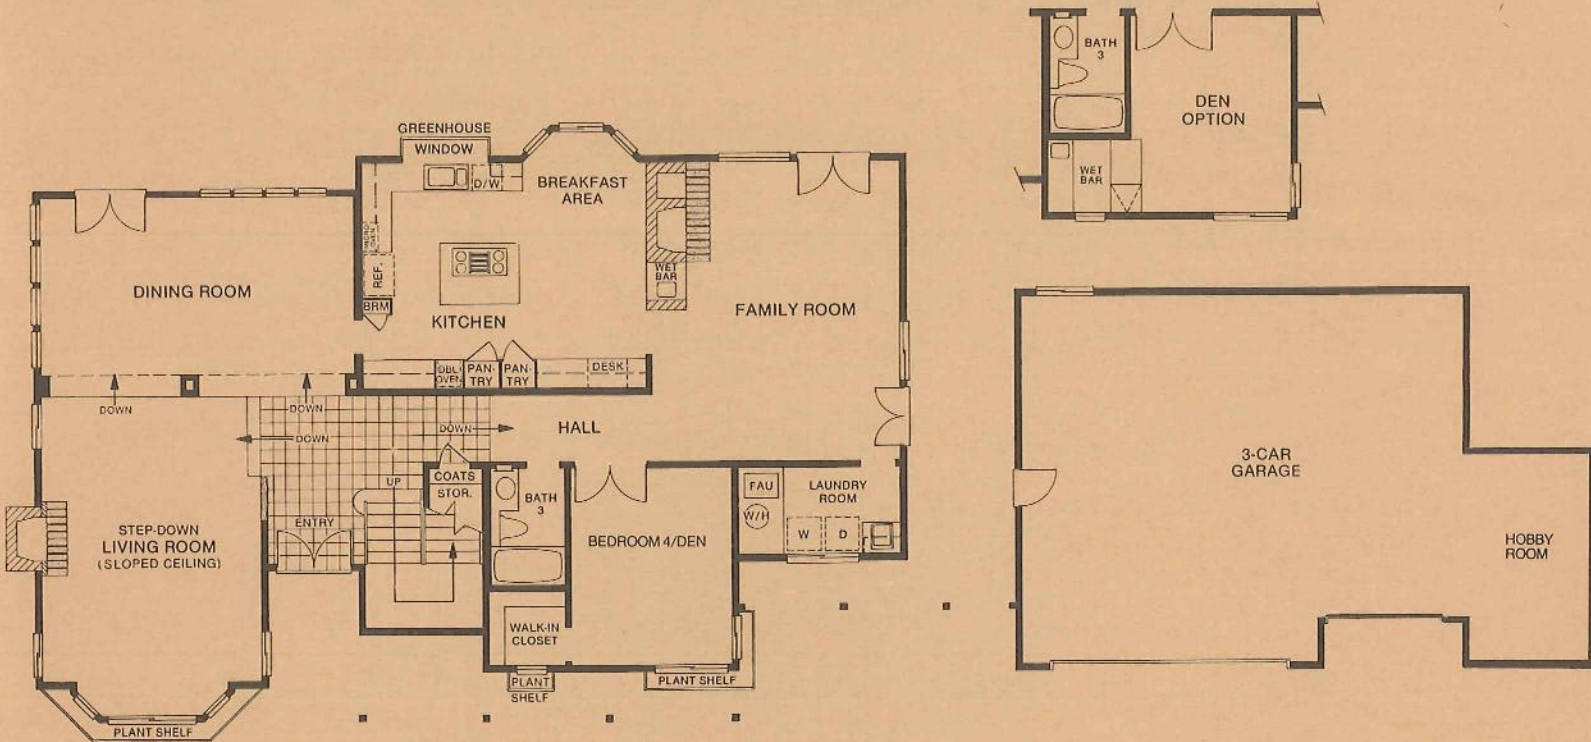 BATH
3
DEN
OPTION
WET
BAR
GREENHOUSE
WINDOW
D/W
BREAKFAST
AREA
DINING ROOM
OVEN
REF.
BRM
KITCHEN
WET
BAR
FAMILY ROOM
DBL
OVEN
PAN-
TRY
PAN-
TRY
DESK
DOWN
DOWN
DOWN
DOWN
HALL
UP
COATS
STOR.
ENTRY
BATH
3
STEP-DOWN
LIVING ROOM
(SLOPED CEILING)
BEDROOM 4/DEN
FAU
W/H
LAUNDRY
ROOM
W
D
WALK-IN
CLOSET
PLANT
SHELF
PLANT SHELF
PLANT SHELF
3-CAR
GARAGE
HOBBY
ROOM